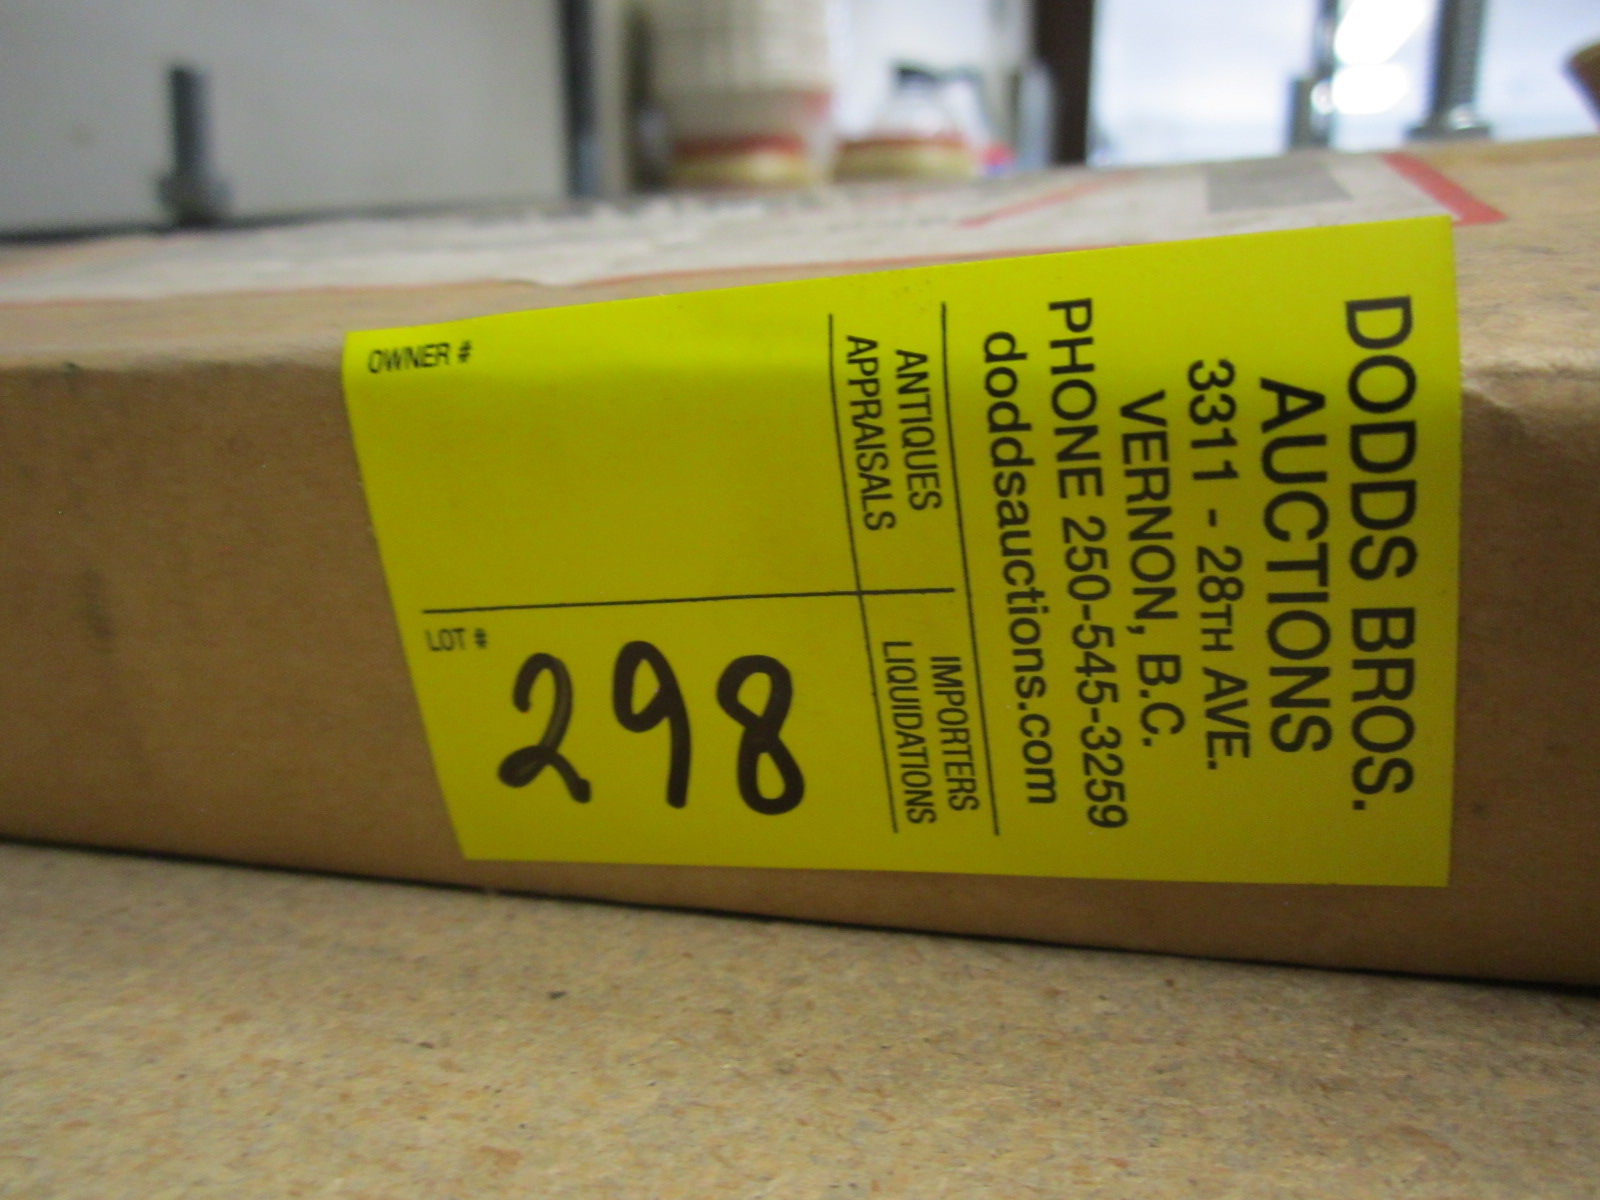 DODDS BROS.
AUCTIONS
3311 - 28TH AVE.
VERNON, B.C.
PHONE 250-545-3259
doddsauctions.com
ANTIQUES
APPRAISALS
IMPORTERS
LIQUIDATIONS
OWNER #
LOT #
298